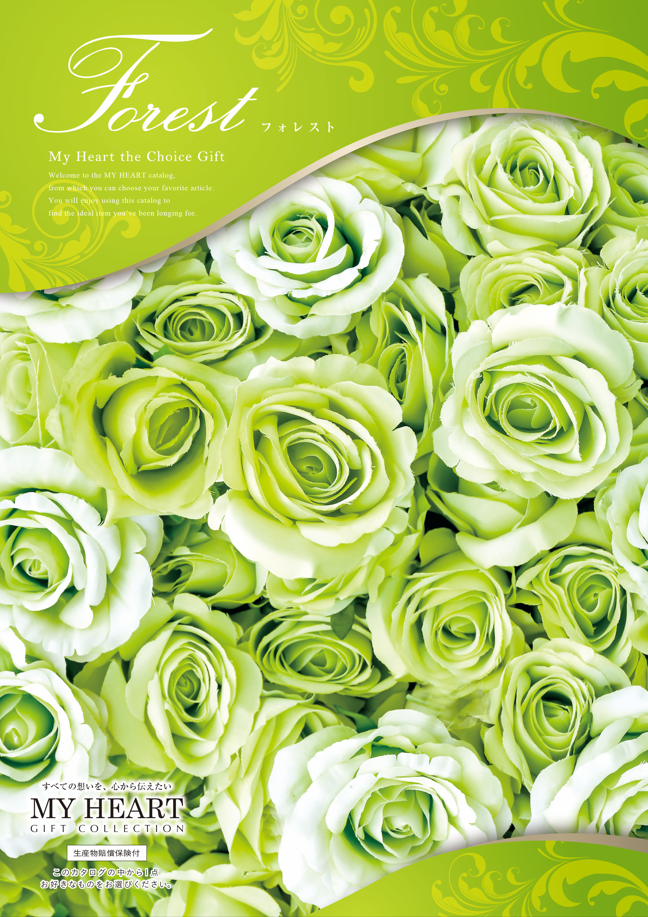 Forest フォレスト
My Heart the Choice Gift
Welcome to the MY HEART catalog,
from which you can choose your favorite article.
You will enjoy using this catalog to
find the ideal item you've been longing for.
すべての想いを、心から伝えたい
MY HEART
GIFT COLLECTION
生産物賠償保険付
このカタログの中から1点
お好きなものをお選びください。